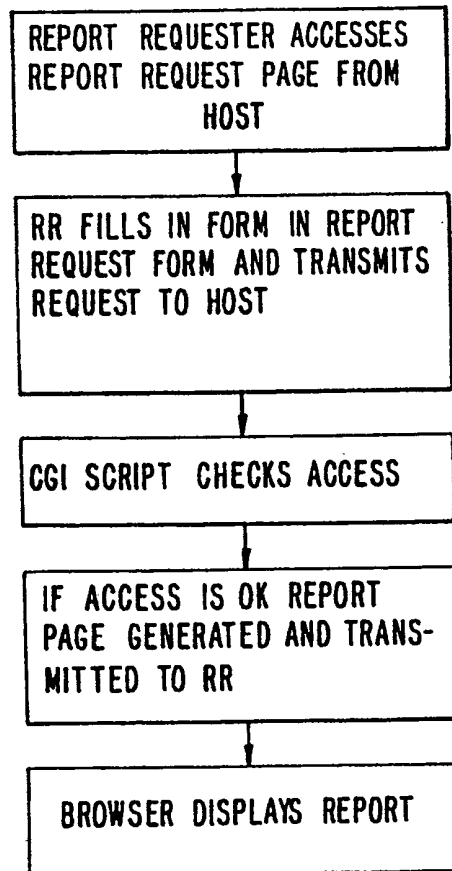 REPORT REQUESTER ACCESSES
REPORT REQUEST PAGE FROM
HOST
RR FILLS IN FORM IN REPORT
REQUEST FORM AND TRANSMITS
REQUEST TO HOST
CGI SCRIPT CHECKS ACCESS
IF ACCESS IS OK REPORT
PAGE GENERATED AND TRANS-
MITTED TO RR
BROWSER DISPLAYS REPORT